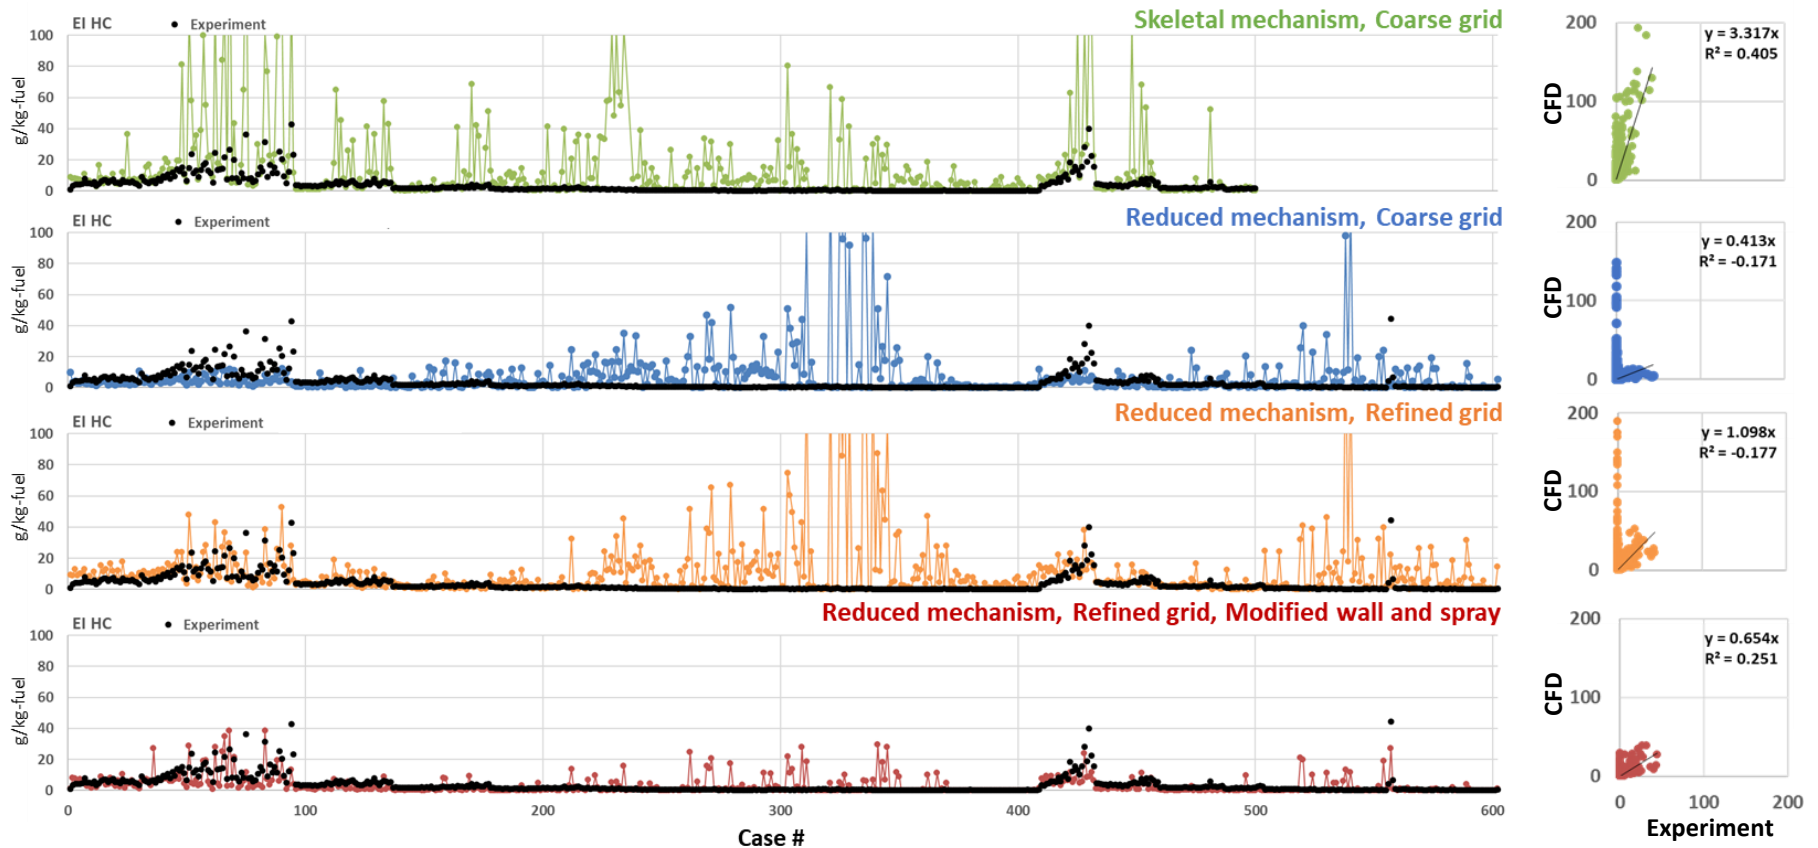 EI HC
Experiment
Skeletal mechanism, Coarse grid
g/kg-fuel
100
80
60
40
20
0
200
100
0
CFD
y = 3.317x
R² = 0.405
EI HC
Experiment
Reduced mechanism, Coarse grid
g/kg-fuel
100
80
60
40
20
0
200
100
0
CFD
y = 0.413x
R² = -0.171
EI HC
Experiment
Reduced mechanism, Refined grid
g/kg-fuel
100
80
60
40
20
0
200
100
0
CFD
y = 1.098x
R² = -0.177
Reduced mechanism, Refined grid, Modified wall and spray
EI HC
Experiment
g/kg-fuel
100
80
60
40
20
0
0 100 200 300 400 500 600
Case #
200
100
0
CFD
y = 0.654x
R² = 0.251
0 100 200
Experiment